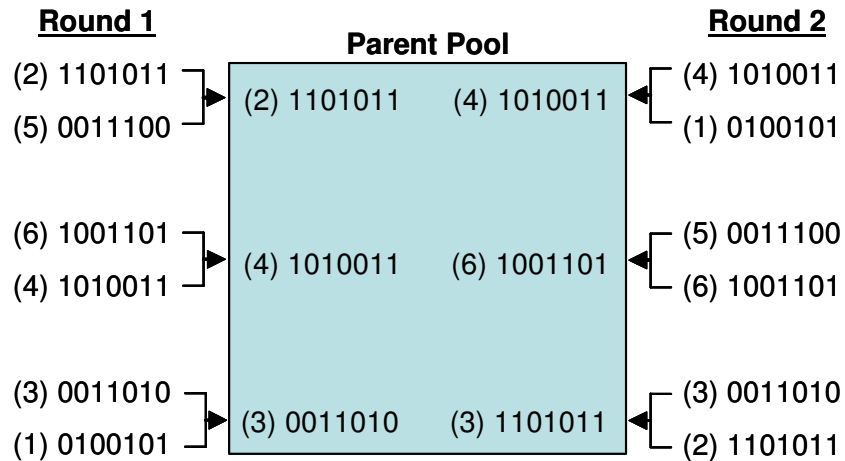 Round 1
Parent Pool
Round 2
(2) 1101011
(5) 0011100
(6) 1001101
(4) 1010011
(3) 0011010
(1) 0100101
(2) 1101011 (4) 1010011
(4) 1010011 (6) 1001101
(3) 0011010 (3) 1101011
(4) 1010011
(1) 0100101
(5) 0011100
(6) 1001101
(3) 0011010
(2) 1101011